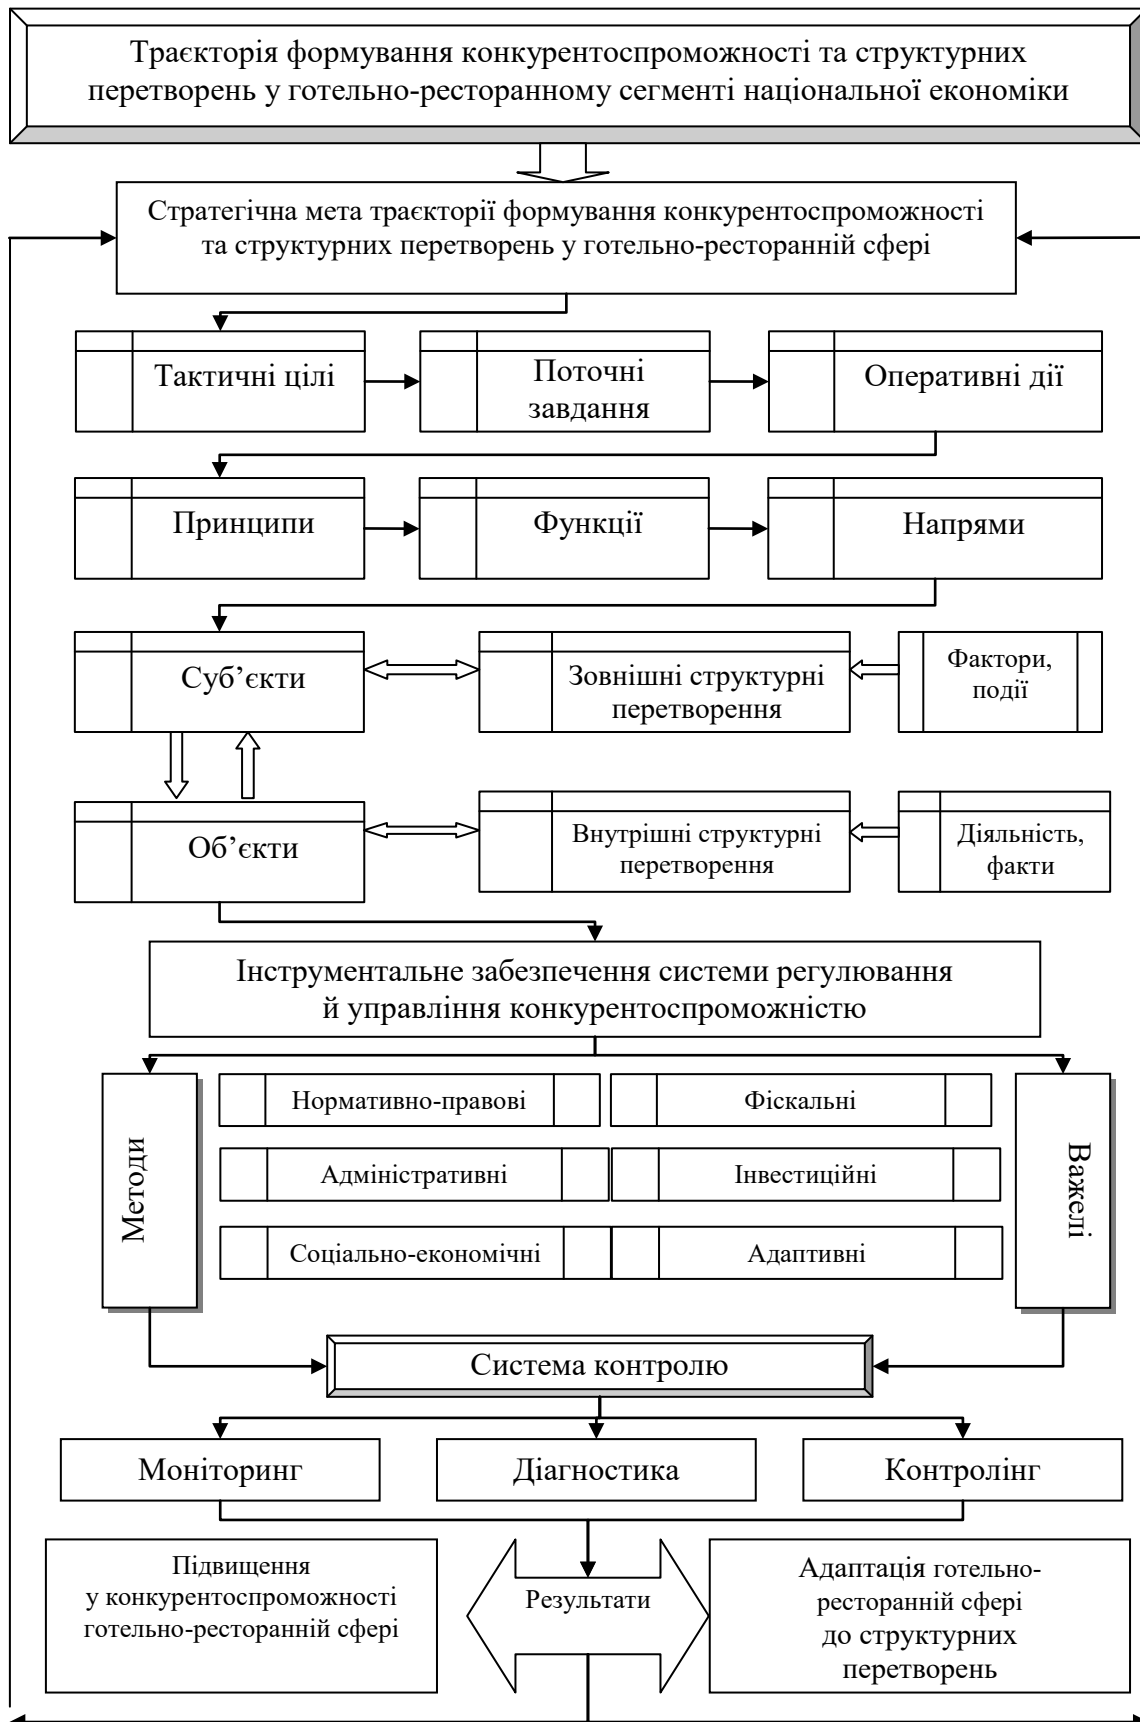 Траєкторія формування конкурентоспроможності та структурних
перетворень у готельно-ресторанному сегменті національної економіки
Стратегічна мета траєкторії формування конкурентоспроможності
та структурних перетворень у готельно-ресторанній сфері
Тактичні цілі
Поточні
завдання
Оперативні дії
Принципи
Функції
Напрями
Суб’єкти
Зовнішні структурні
перетворення
Фактори,
події
Об’єкти
Внутрішні структурні
перетворення
Діяльність,
факти
Інструментальне забезпечення системи регулювання
й управління конкурентоспроможністю
Методи
Нормативно-правові
Фіскальні
Адміністративні
Інвестиційні
Соціально-економічні
Адаптивні
Важелі
Система контролю
Моніторинг
Діагностика
Контролінг
Підвищення
у конкурентоспроможності
готельно-ресторанній сфері
Результати
Адаптація готельно-
ресторанній сфері
до структурних
перетворень